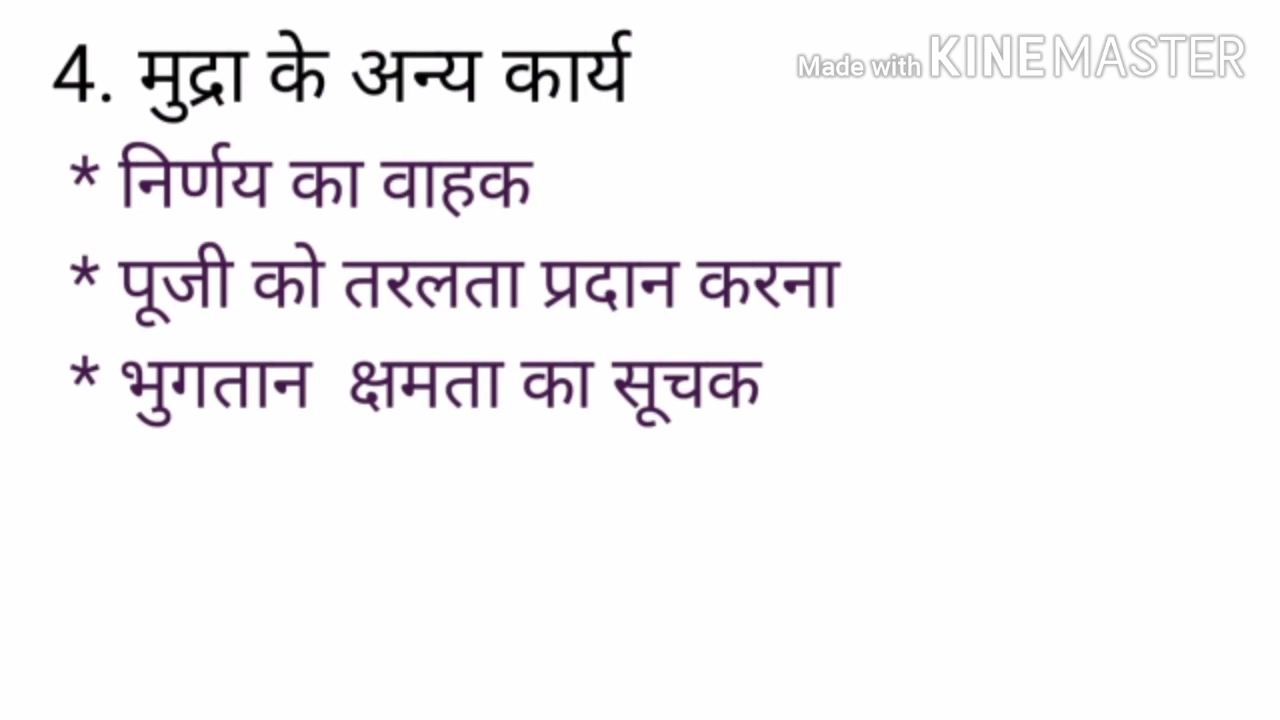 4. मुद्रा के अन्य कार्य
Made with KINEMASTER
* निर्णय का वाहक
* पूजी को तरलता प्रदान करना
* भुगतान क्षमता का सूचक